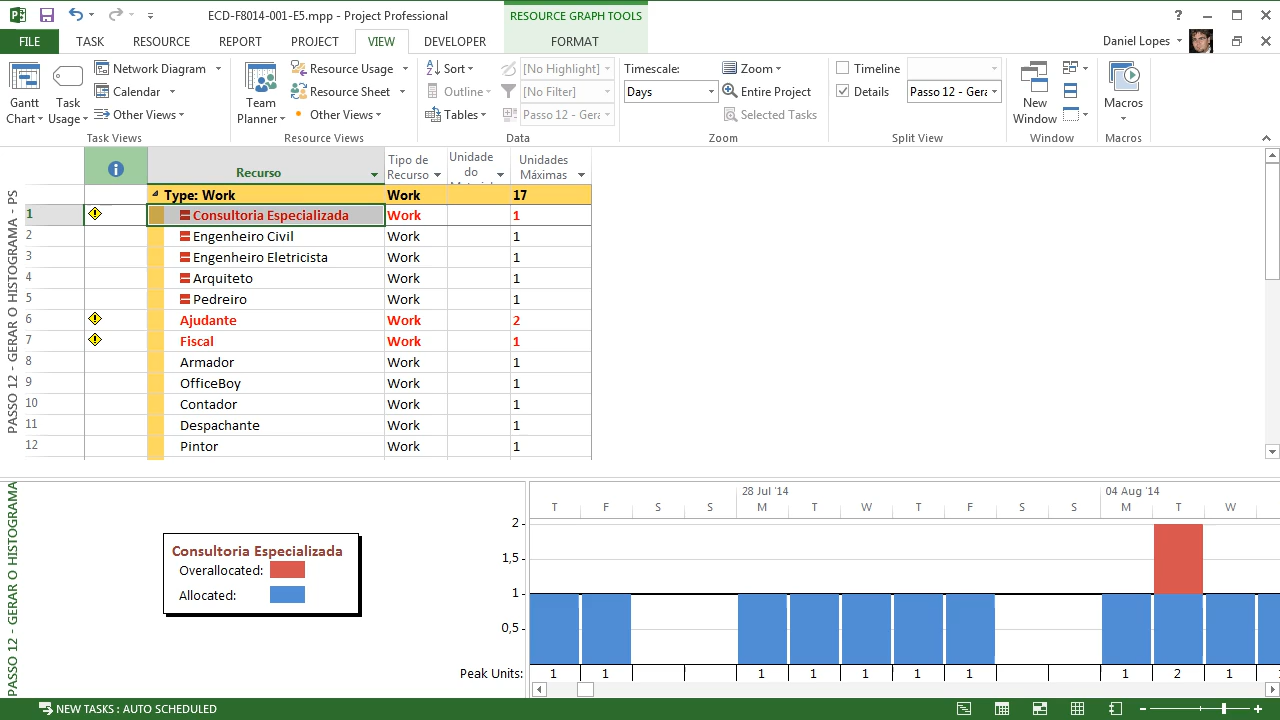 ECD-F8014-001-E5.mpp - Project Professional
RESOURCE GRAPH TOOLS
FILE TASK RESOURCE REPORT PROJECT VIEW DEVELOPER FORMAT
Daniel Lopes
Gantt Chart
Task Usage
Network Diagram
Calendar
Other Views
Task Views
Team Planner
Resource Usage
Resource Sheet
Other Views
Resource Views
Sort
Outline
Tables
[No Highlight]
[No Filter]
Passo 12 - Gera
Data
Timescale:
Days
Zoom
Entire Project
Selected Tasks
Zoom
Timeline
Details
Passo 12 - Gera
Split View
New Window
Window
Macros
Macros
PASSO 12 - GERAR O HISTOGRAMA - PS
Recurso
Tipo de Recurso
Unidade do
Unidades Máximas
Type: Work Work 17
1 Consultoria Especializada Work 1
2 Engenheiro Civil Work 1
3 Engenheiro Eletricista Work 1
4 Arquiteto Work 1
5 Pedreiro Work 1
6 Ajudante Work 2
7 Fiscal Work 1
8 Armador Work 1
9 OfficeBoy Work 1
10 Contador Work 1
11 Despachante Work 1
12 Pintor Work 1
PASSO 12 - GERAR O HISTOGRAMA
Consultoria Especializada
Overallocated:
Allocated:
28 Jul '14 04 Aug '14
T F S S M T W T F S S M T W
2
1,5
1
0,5
Peak Units: 1 1 1 1 1 1 1 1 2 1
NEW TASKS : AUTO SCHEDULED